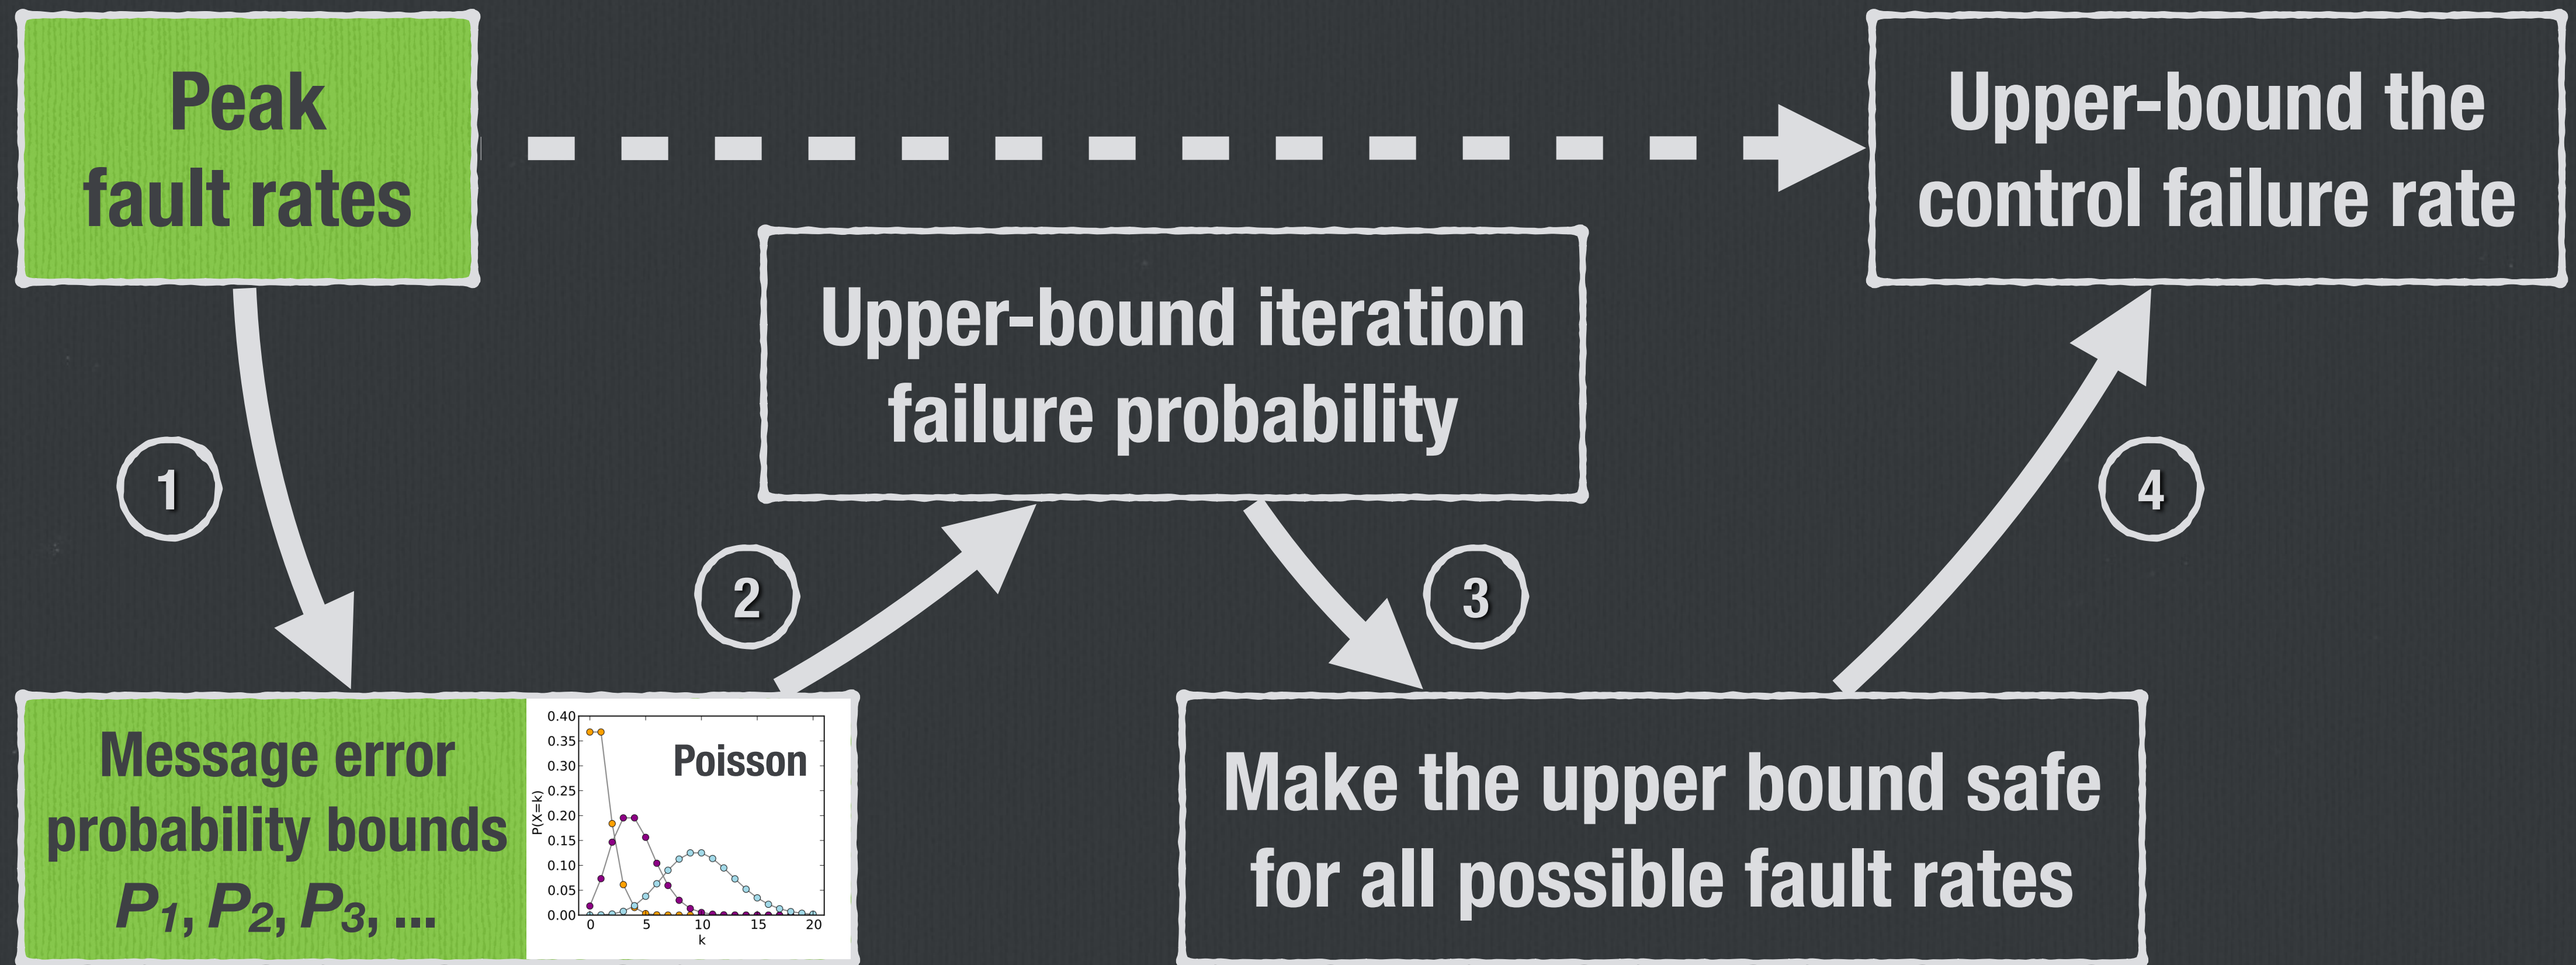 Peak
fault rates
Upper-bound the
control failure rate
Upper-bound iteration
failure probability
1
2
3
4
Message error
probability bounds
P1, P2, P3, ...
Poisson
0.40
0.35
0.30
0.25
0.20
0.15
0.10
0.05
0.00
P(X=k)
0 5 10 15 20
k
Make the upper bound safe
for all possible fault rates